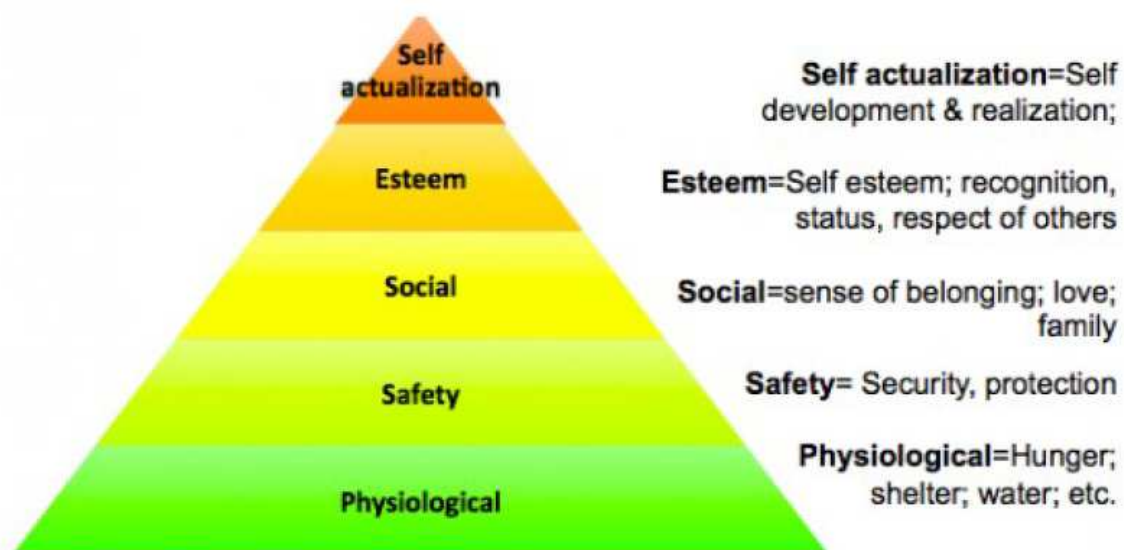 Self
actualization
Self actualization=Self
development & realization;
Esteem
Esteem=Self esteem; recognition,
status, respect of others
Social
Social=sense of belonging; love;
family
Safety
Safety= Security, protection
Physiological
Physiological=Hunger;
shelter; water; etc.